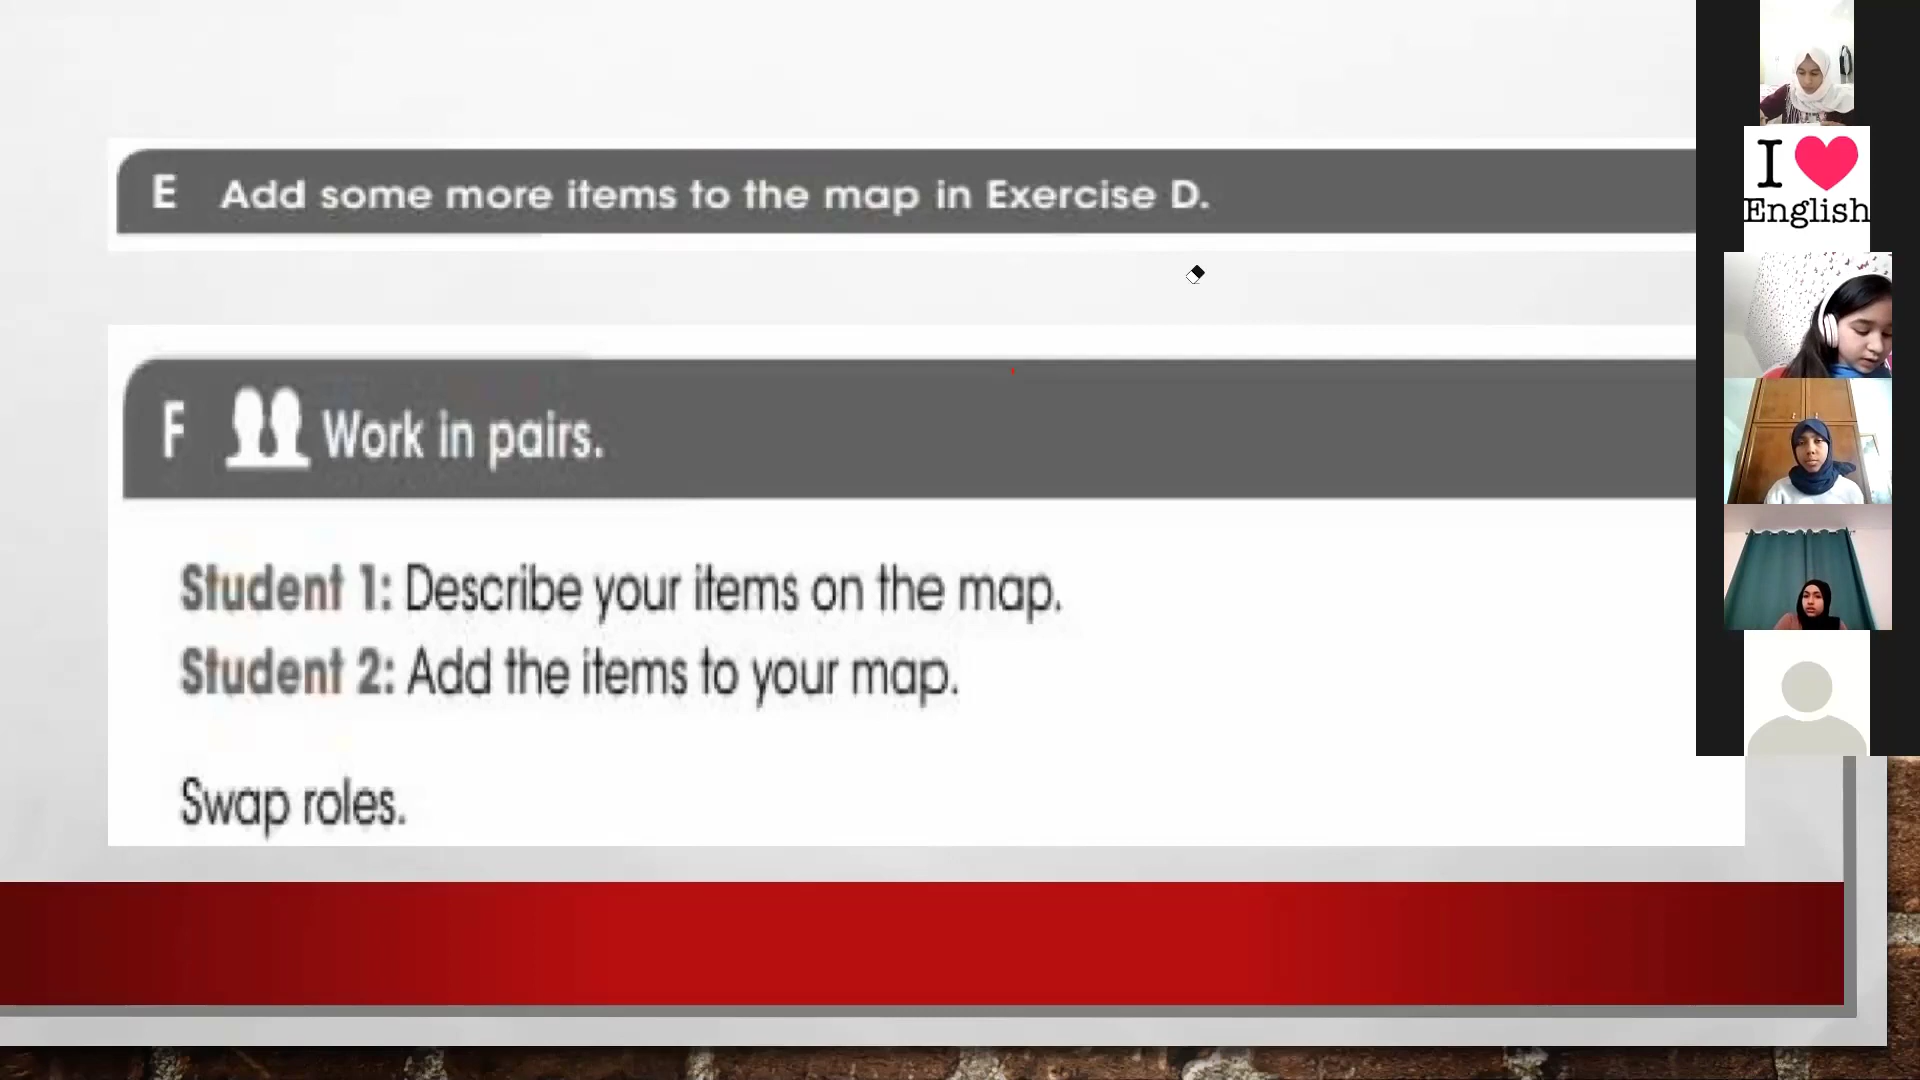 E Add some more items to the map in Exercise D.
F Work in pairs.
Student 1: Describe your items on the map.
Student 2: Add the items to your map.
Swap roles.
I
English